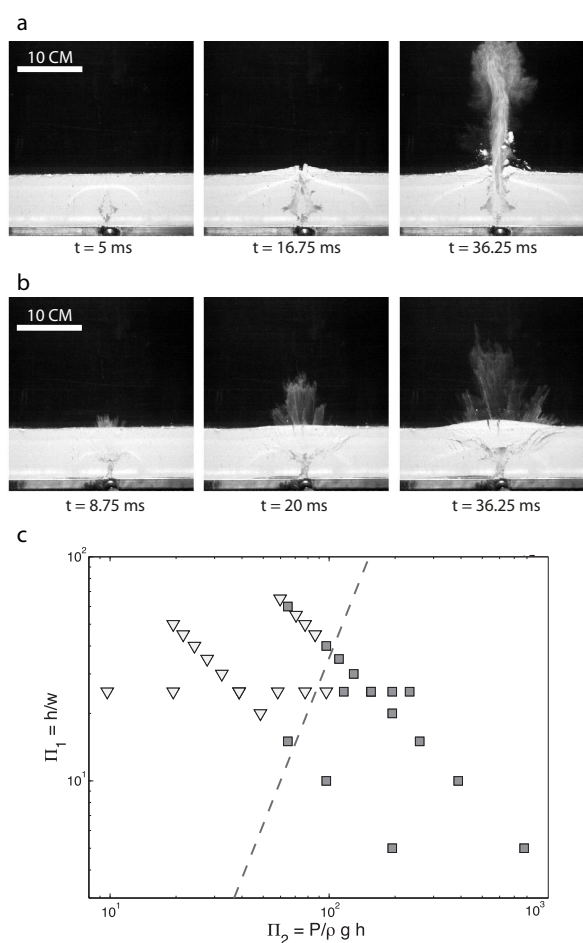 a
10 CM
t = 5 ms
t = 16.75 ms
t = 36.25 ms
b
10 CM
t = 8.75 ms
t = 20 ms
t = 36.25 ms
c
10²
10¹
Π₁ = h/w
10¹
10²
10³
Π₂ = P/ρ g h